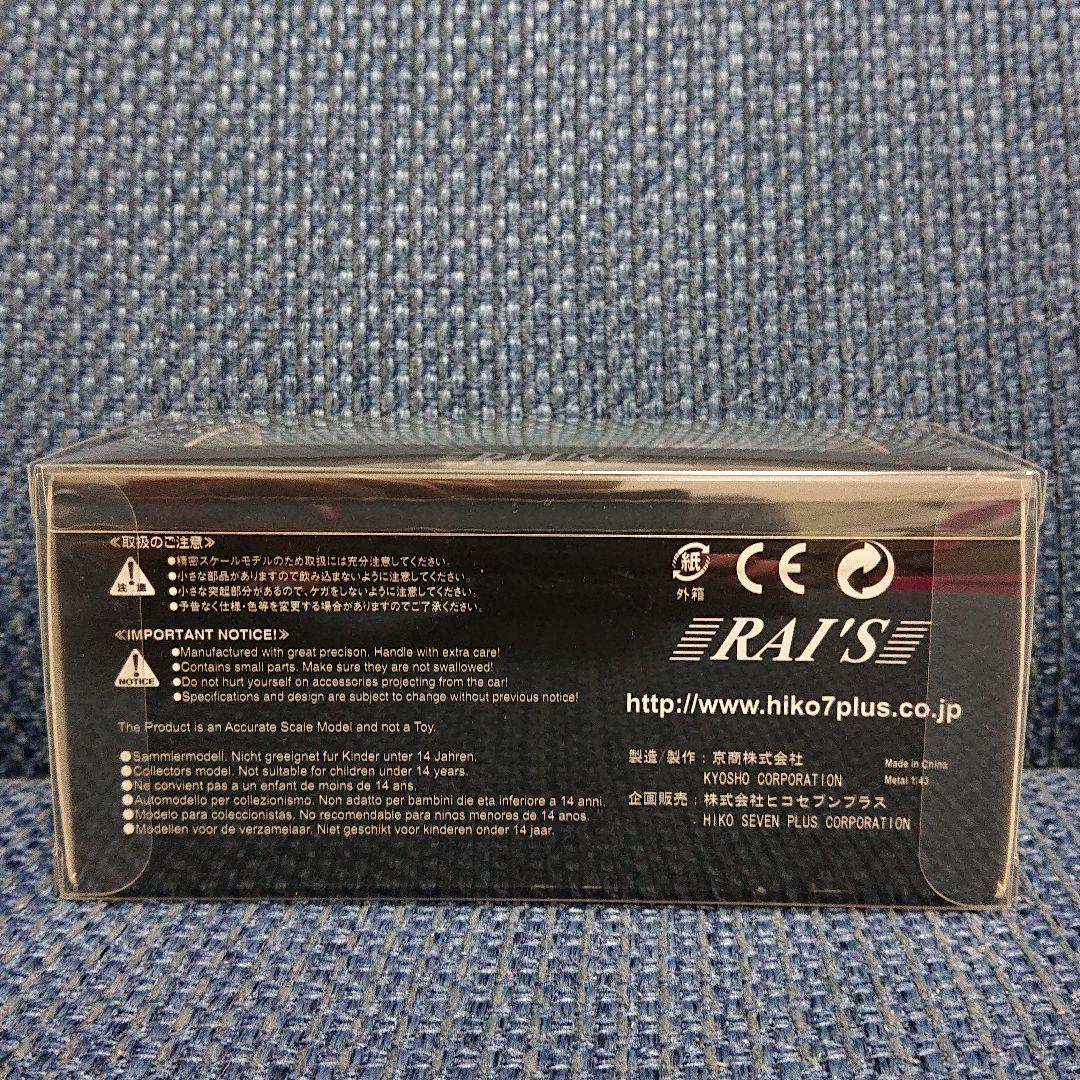 RAI'S
≪取扱のご注意≫
注意
●精密スケールモデルのため取扱には充分注意してください。
●小さな部品がありますので飲み込まないように注意してください。
●小さな突起部分があるので、ケガをしないように注意してください。
●予告なく仕様・色等を変更する場合がありますのでご了承ください。
≪IMPORTANT NOTICE!≫
NOTICE
●Manufactured with great precison. Handle with extra care!
●Contains small parts. Make sure they are not swallowed!
●Do not hurt yourself on accessories projecting from the car!
●Specifications and design are subject to change without previous notice!
The Product is an Accurate Scale Model and not a Toy.
●Sammlermodell. Nicht greeignet fur Kinder unter 14 Jahren.
●Collectors model. Not suitable for children under 14 years.
●Ne convient pas a un enfant de moins de 14 ans.
●Automodello per collezionismo. Non adatto per bambini die eta inferiore a 14 anni.
●Modelo para coleccionistas. No recomendable para ninos menores de 14 anos.
●Modellen voor de verzamelaar. Niet geschikt voor kinderen onder 14 jaar.
紙
外箱
CE
RAI'S
http://www.hiko7plus.co.jp
製造/製作：京商株式会社
KYOSHO CORPORATION
企画販売：株式会社ヒコセブンプラス
HIKO SEVEN PLUS CORPORATION
Made in China
Metal 1:43